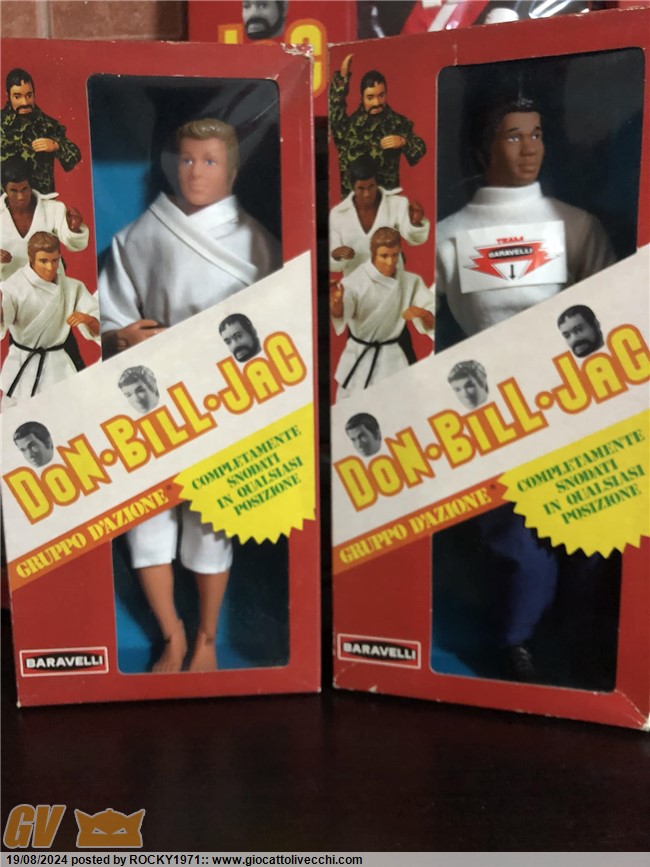 DON•BILL•JAC
GRUPPO D'AZIONE
COMPLETAMENTE
SNODATI
IN QUALSIASI
POSIZIONE
BARAVELLI
TEAM
BARAVELLI
DON•BILL•JAC
GRUPPO D'AZIONE
COMPLETAMENTE
SNODATI
IN QUALSIASI
POSIZIONE
BARAVELLI
GV
19/08/2024 posted by ROCKY1971:: www.giocattolivecchi.com